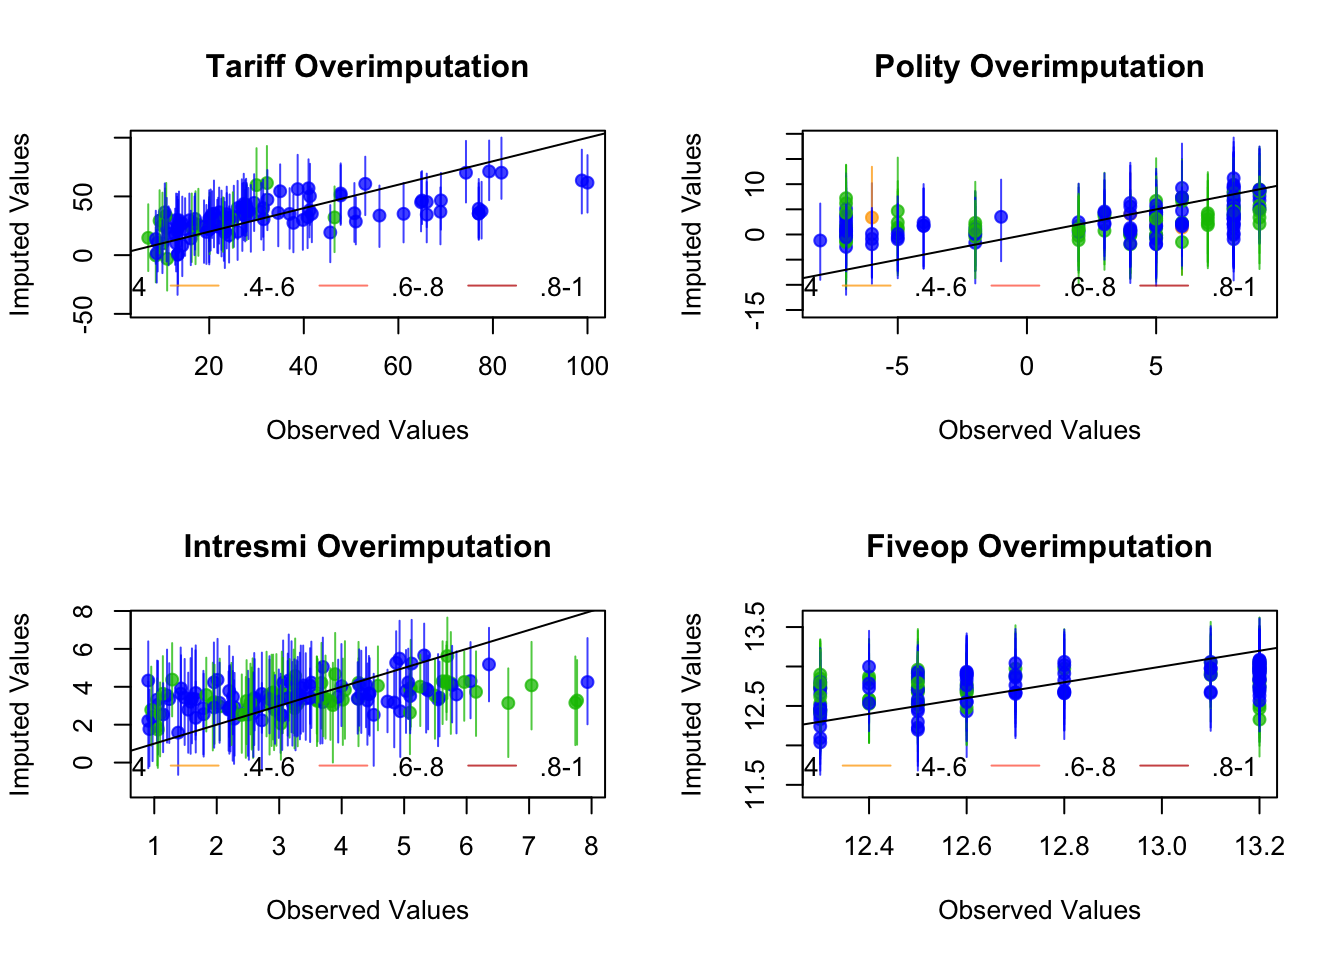 Tariff Overimputation
Imputed Values
50
0
-50
4 .4-.6 .6-.8 .8-1
20 40 60 80 100
Observed Values
Polity Overimputation
Imputed Values
10
0
-15
4 .4-.6 .6-.8 .8-1
-5 0 5
Observed Values
Intresmi Overimputation
Imputed Values
8
6
4
2
0
4 .4-.6 .6-.8 .8-1
1 2 3 4 5 6 7 8
Observed Values
Fiveop Overimputation
Imputed Values
13.5
12.5
11.5
4 .4-.6 .6-.8 .8-1
12.4 12.6 12.8 13.0 13.2
Observed Values